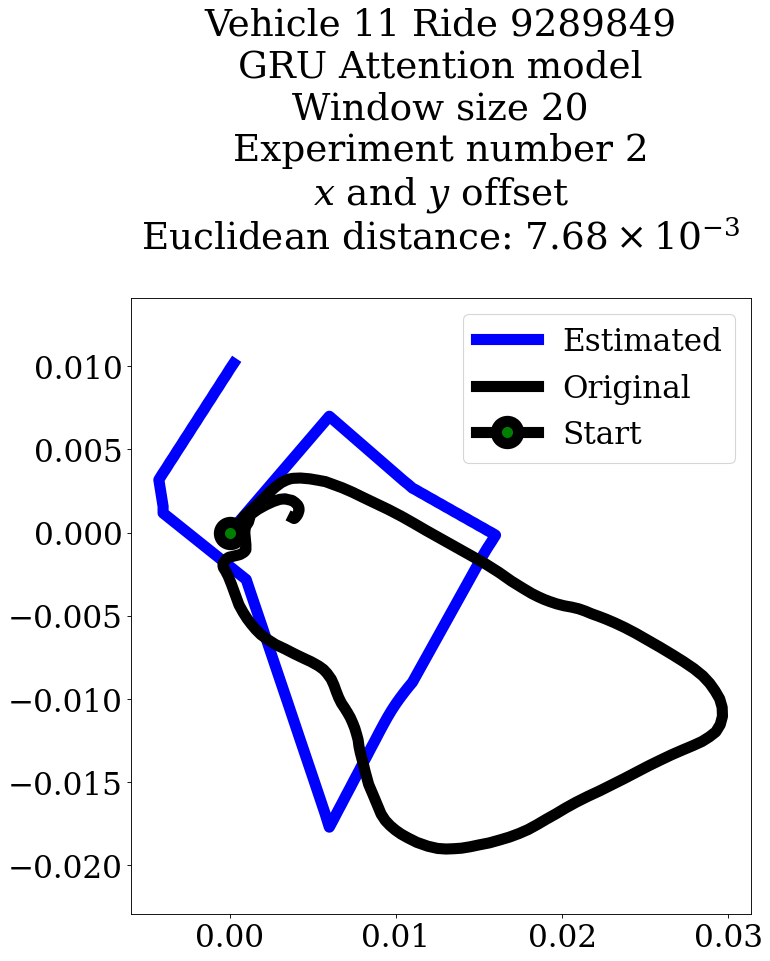 Vehicle 11 Ride 9289849
GRU Attention model
Window size 20
Experiment number 2
x and y offset
Euclidean distance: 7.68 × 10⁻³
Estimated
Original
Start
0.010
0.005
0.000
−0.005
−0.010
−0.015
−0.020
0.00 0.01 0.02 0.03